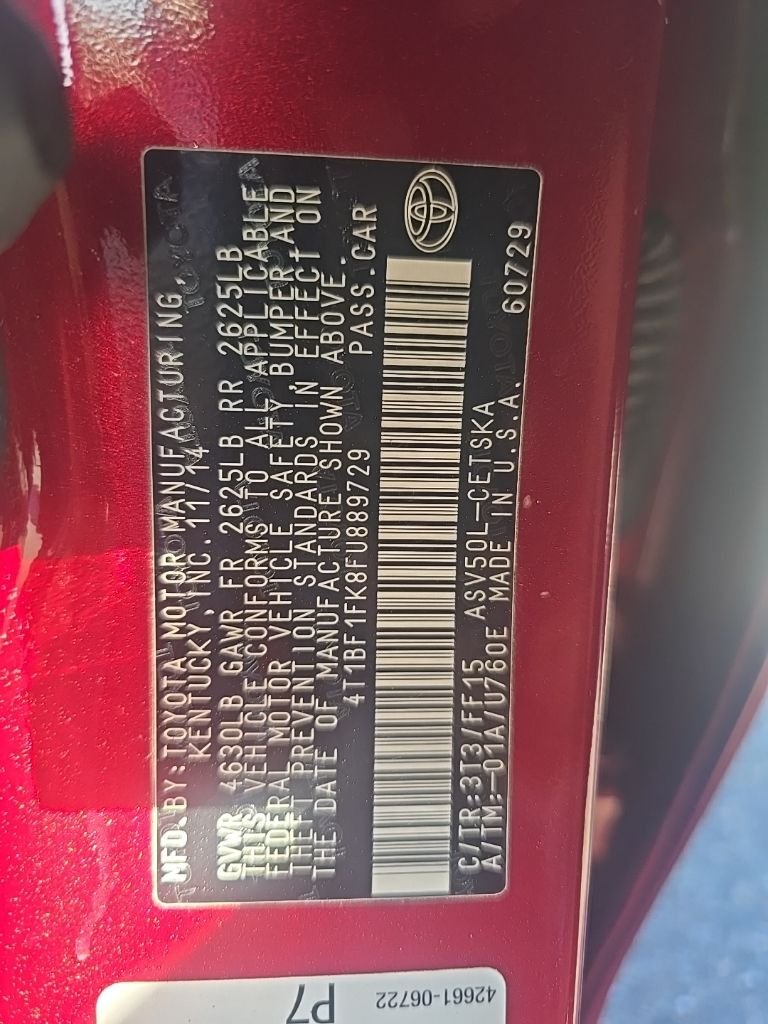 MFD.BY:TOYOTA MOTOR MANUFACTURING,
KENTUCKY,INC. 11/14
GVWR 4630LB GAWR FR 2625LB RR 2625LB
THIS VEHICLE CONFORMS TO ALL APPLICABLE
FEDERAL MOTOR VEHICLE SAFETY,BUMPER AND
THEFT PREVENTION STANDARDS IN EFFECT ON
THE DATE OF MANUFACTURE SHOWN ABOVE.
4T1BF1FK8FU889729 PASS.CAR
C/TR:3T3/FF15 ASV50L-CETSKA
A/TM:-01A/U760E MADE IN U.S.A. 60729
P7
42661-06722